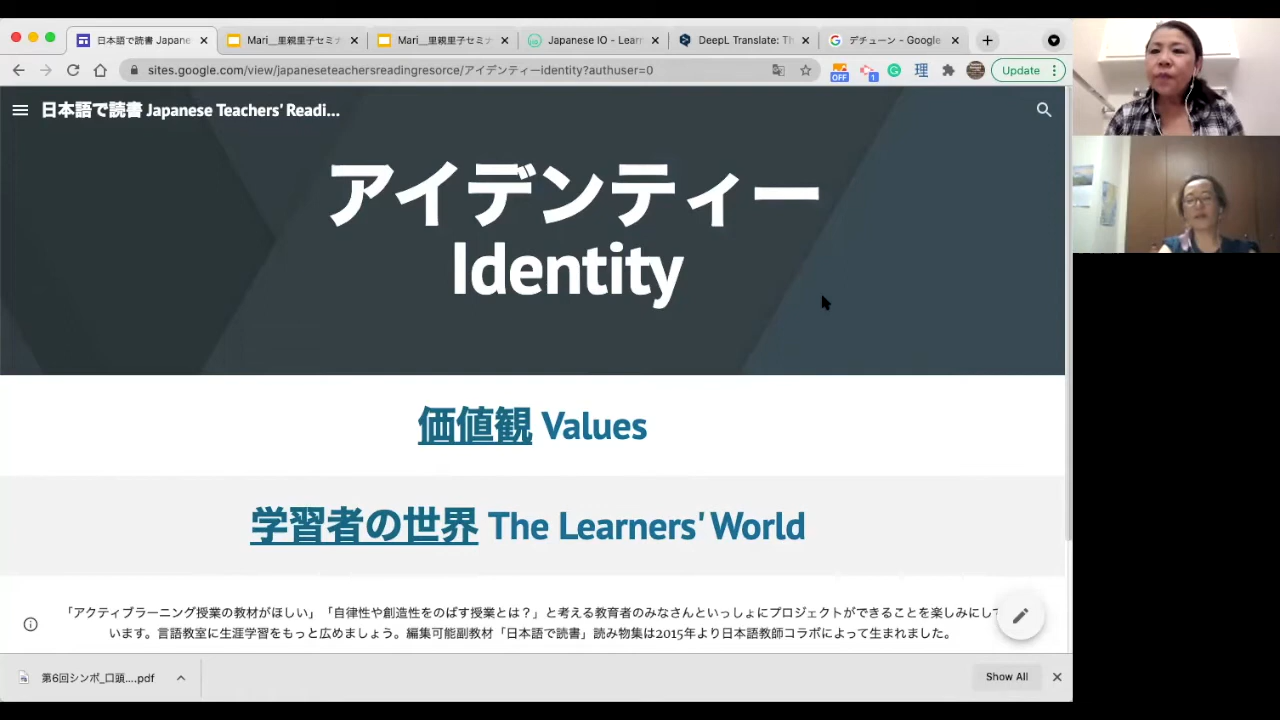 日本語で読書 Japane
Mari__里親里子セミナ
Mari__里親里子セミナ
Japanese IO - Learn
DeepL Translate: Th
デチューン - Google
sites.google.com/view/japaneseteachersreadingresorce/アイデンティーidentity?authuser=0
OFF
1
理
Update
日本語で読書 Japanese Teachers' Readi...
アイデンティー
Identity
価値観 Values
学習者の世界 The Learners' World
「アクティブラーニング授業の教材がほしい」「自律性や創造性をのばす授業とは？」と考える教育者のみなさんといっしょにプロジェクトができることを楽しみにして
います。言語教室に生涯学習をもっと広めましょう。編集可能副教材「日本語で読書」読み物集は2015年より日本語教師コラボによって生まれました。
第6回シンポ_口頭....pdf
Show All